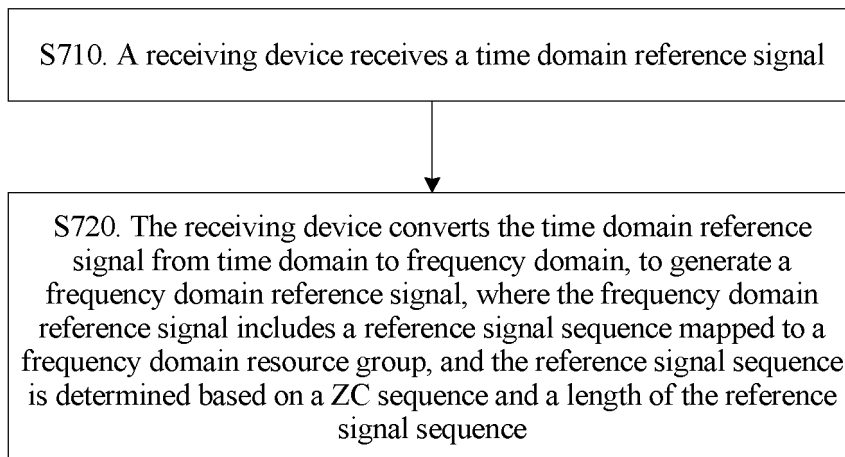 S710. A receiving device receives a time domain reference signal
S720. The receiving device converts the time domain reference
signal from time domain to frequency domain, to generate a
frequency domain reference signal, where the frequency domain
reference signal includes a reference signal sequence mapped to a
frequency domain resource group, and the reference signal sequence
is determined based on a ZC sequence and a length of the reference
signal sequence